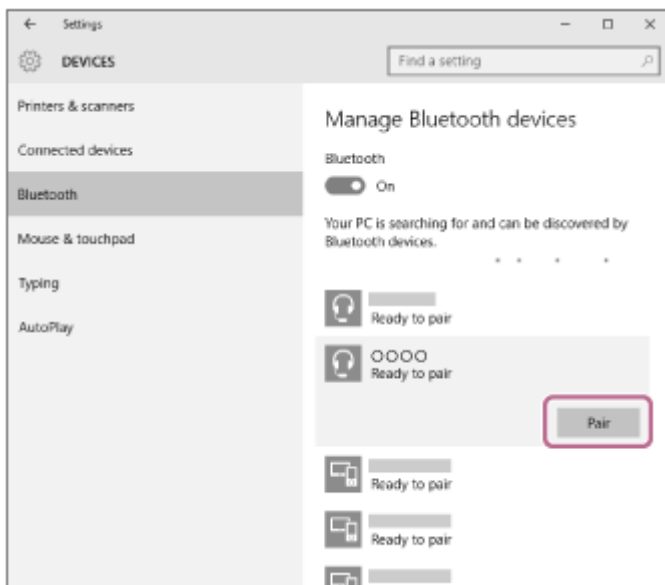 Settings
DEVICES
Find a setting
Printers & scanners
Connected devices
Bluetooth
Mouse & touchpad
Typing
AutoPlay
Manage Bluetooth devices
Bluetooth
On
Your PC is searching for and can be discovered by
Bluetooth devices.
Ready to pair
○○○○
Ready to pair
Pair
Ready to pair
Ready to pair